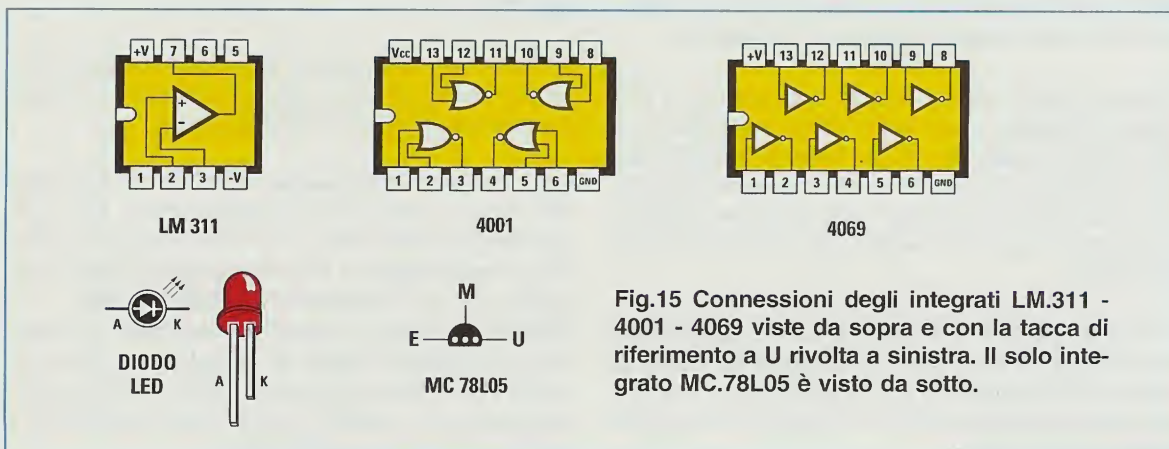 +V 7 6 5
+
-
1 2 3 -V
LM 311
Vcc 13 12 11 10 9 8
1 2 3 4 5 6 GND
4001
+V 13 12 11 10 9 8
1 2 3 4 5 6 GND
4069
A K
DIODO
LED
A K
M
E U
MC 78L05
Fig.15 Connessioni degli integrati LM.311 -
4001 - 4069 viste da sopra e con la tacca di
riferimento a U rivolta a sinistra. Il solo inte-
grato MC.78L05 è visto da sotto.